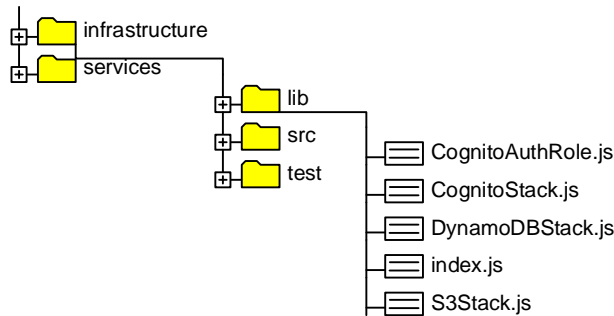 infrastructure
services
lib
src
test
CognitoAuthRole.js
CognitoStack.js
DynamoDBStack.js
index.js
S3Stack.js